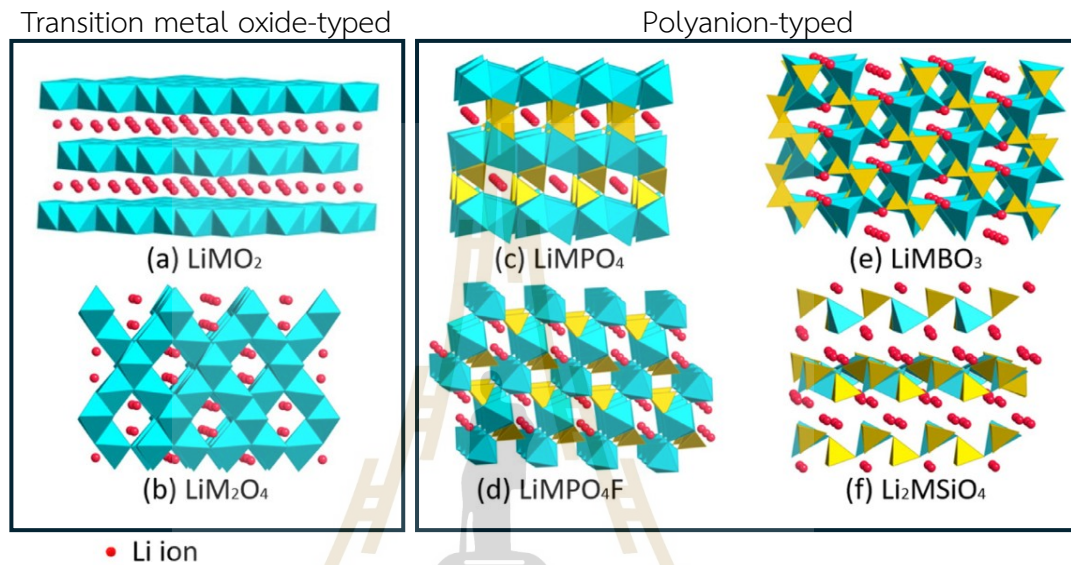 Transition metal oxide-typed
Polyanion-typed
(a) LiMO₂
(b) LiM₂O₄
(c) LiMPO₄
(d) LiMPO₄F
(e) LiMBO₃
(f) Li₂MSiO₄
Li ion